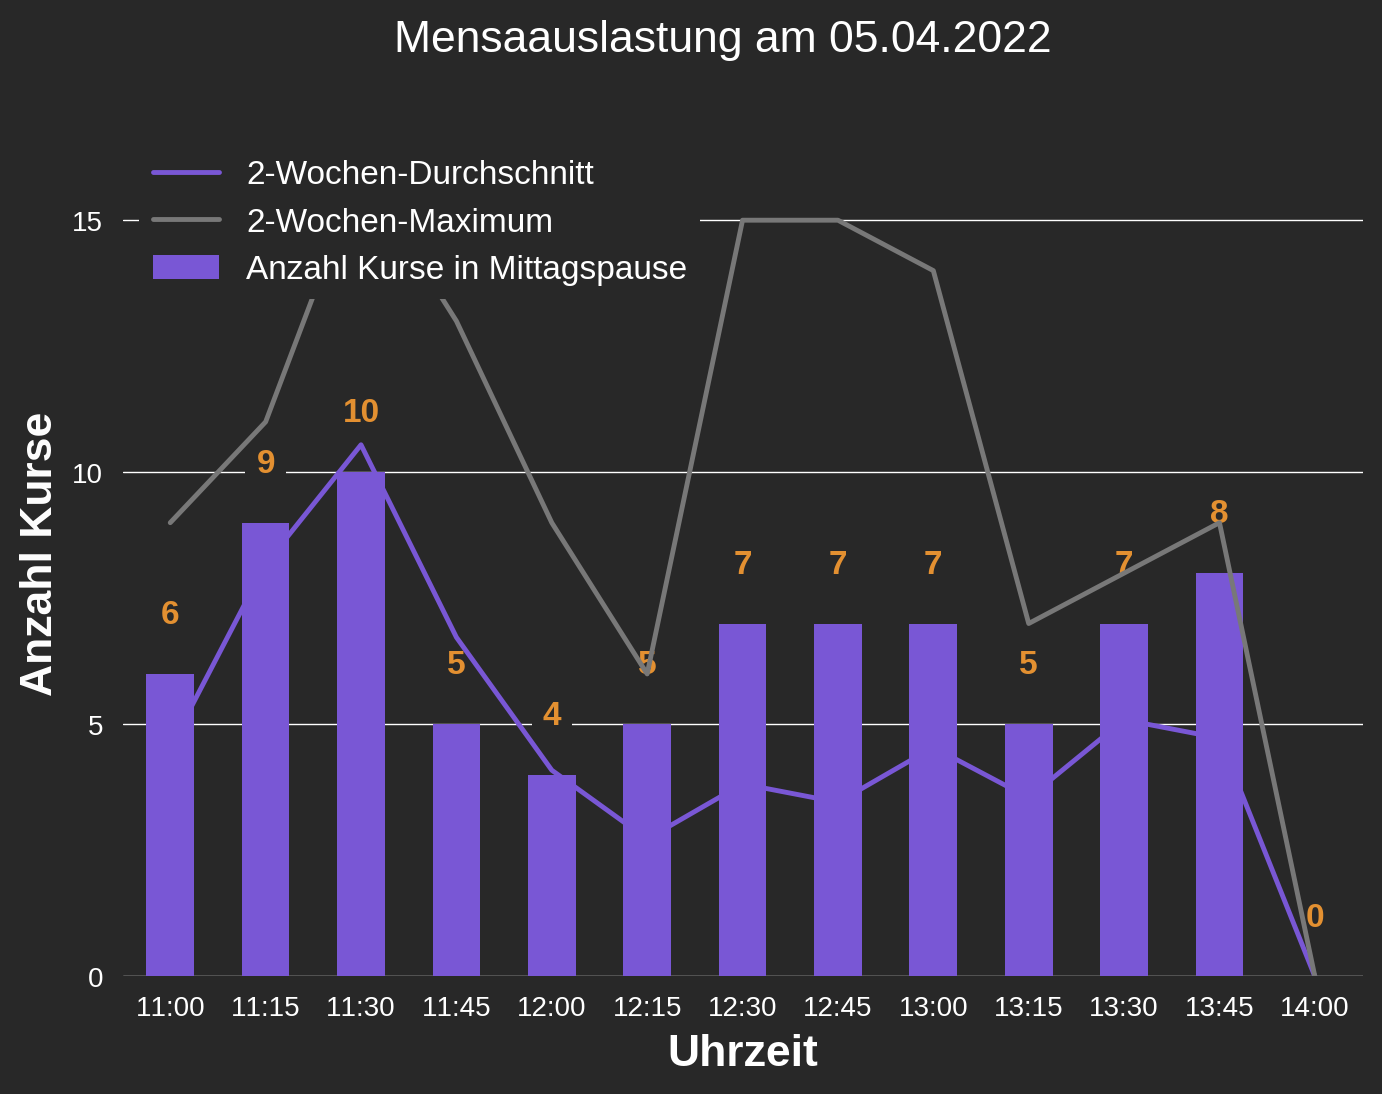 Mensaauslastung am 05.04.2022
2-Wochen-Durchschnitt
2-Wochen-Maximum
Anzahl Kurse in Mittagspause
15
10
5
0
Anzahl Kurse
6
9
10
5
4
5
7
7
7
5
7
8
0
11:00 11:15 11:30 11:45 12:00 12:15 12:30 12:45 13:00 13:15 13:30 13:45 14:00
Uhrzeit